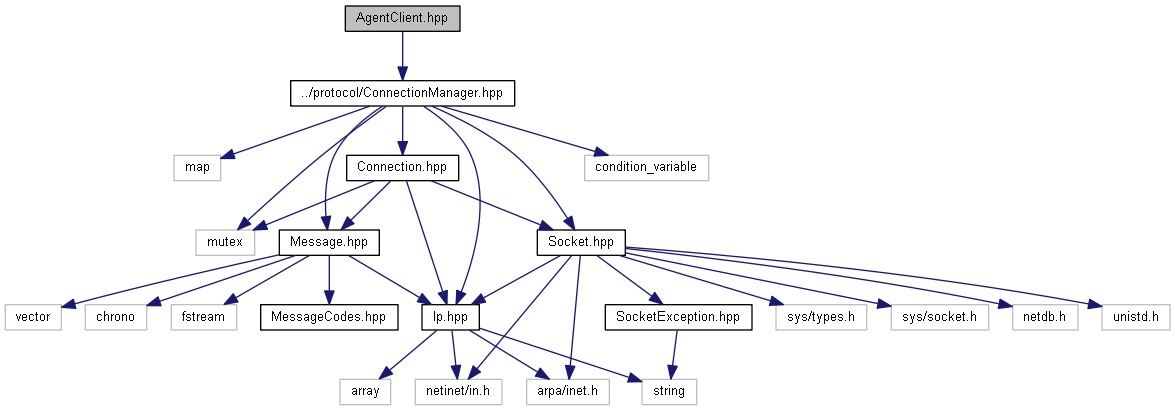 AgentClient.hpp
../protocol/ConnectionManager.hpp
map
Connection.hpp
condition_variable
mutex
Message.hpp
Socket.hpp
vector
chrono
fstream
MessageCodes.hpp
Ip.hpp
SocketException.hpp
sys/types.h
sys/socket.h
netdb.h
unistd.h
array
netinet/in.h
arpa/inet.h
string